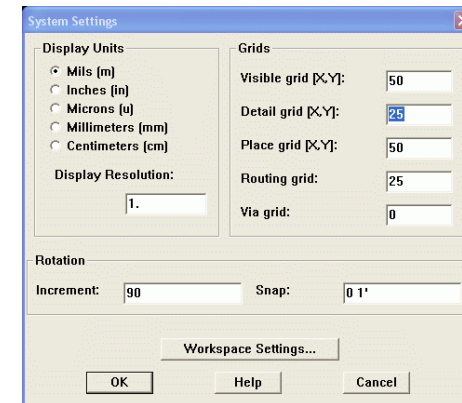 System Settings
Display Units
Mils (m)
Inches (in)
Microns (u)
Millimeters (mm)
Centimeters (cm)
Display Resolution:
1.
Grids
Visible grid [X,Y]: 50
Detail grid [X,Y]: 25
Place grid [X,Y]: 50
Routing grid: 25
Via grid: 0
Rotation
Increment: 90 Snap: 0 1'
Workspace Settings...
OK Help Cancel